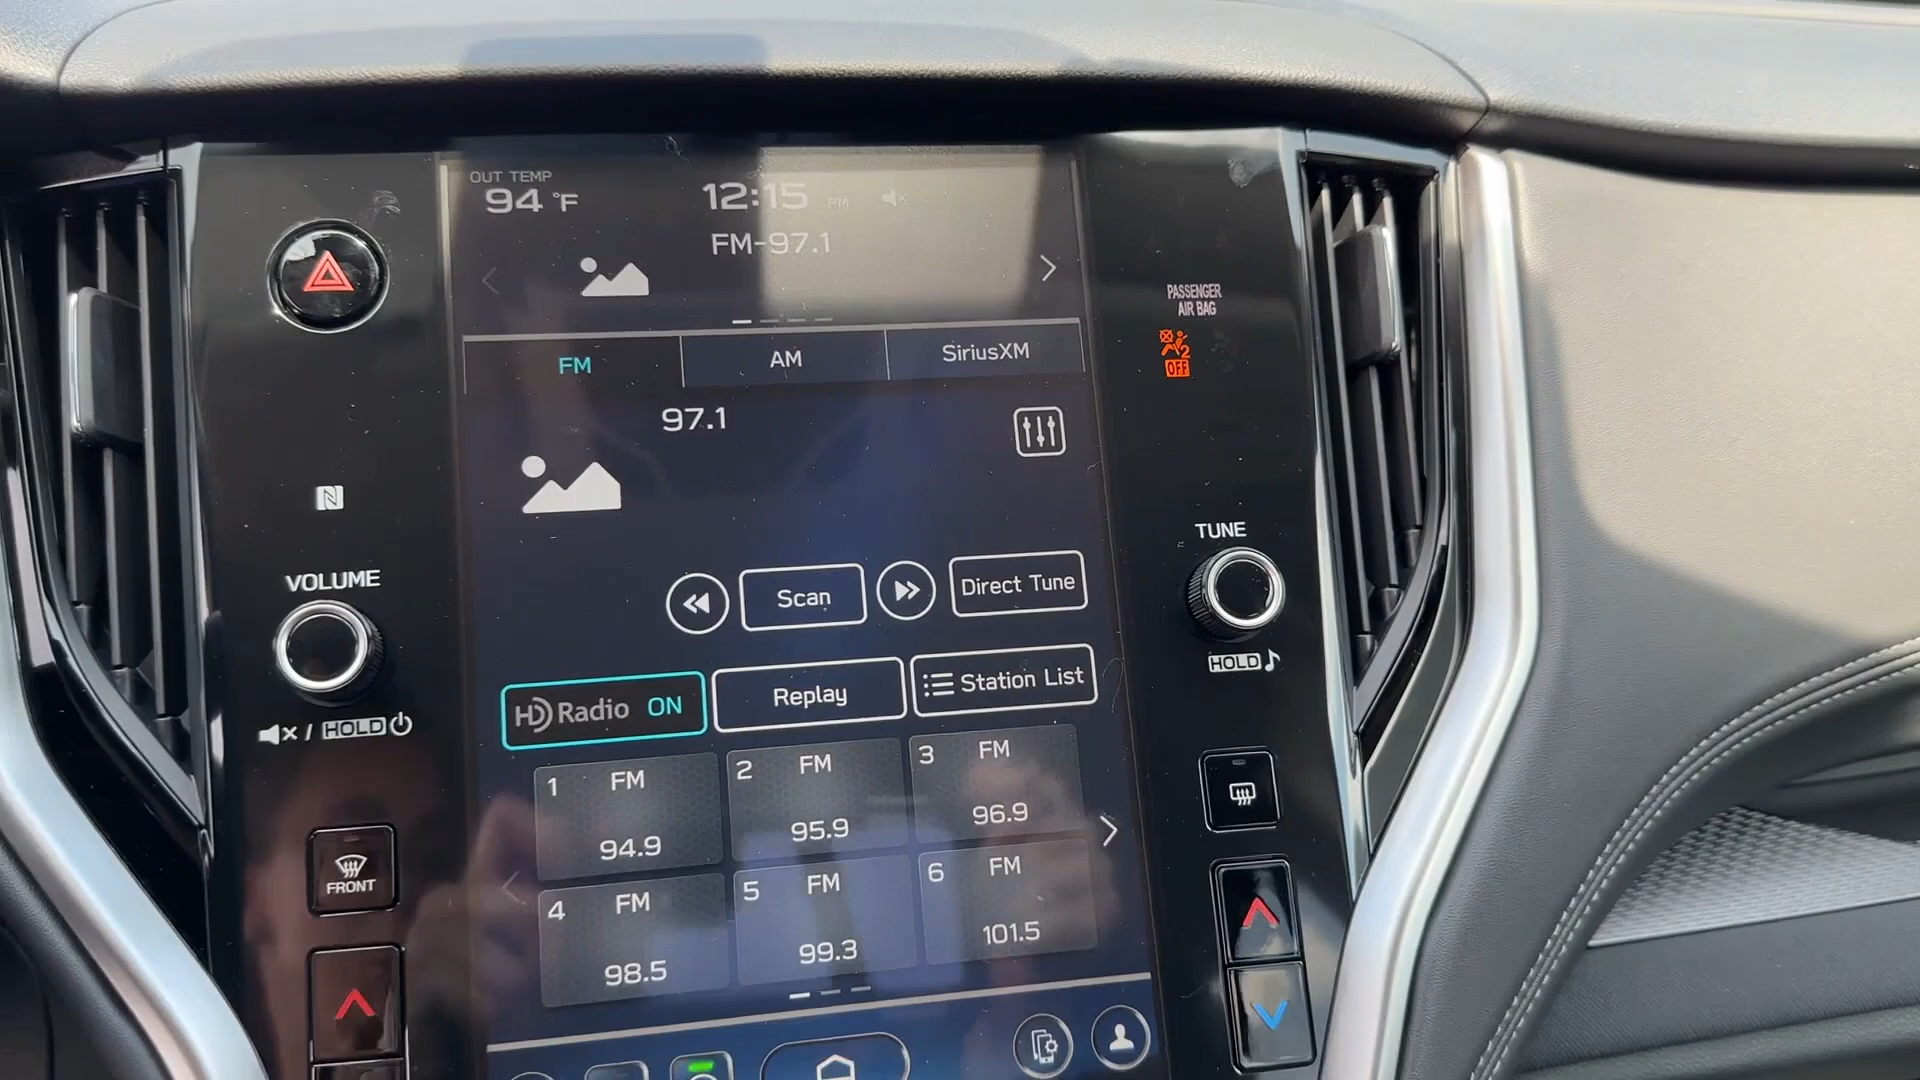 OUT TEMP
94 °F
12:15 PM
FM-97.1
PASSENGER
AIR BAG
2
OFF
FM
AM
SiriusXM
97.1
N
TUNE
VOLUME
Scan
Direct Tune
HOLD
HD Radio ON
Replay
Station List
/ HOLD
1 FM
94.9
2 FM
95.9
3 FM
96.9
4 FM
98.5
5 FM
99.3
6 FM
101.5
FRONT